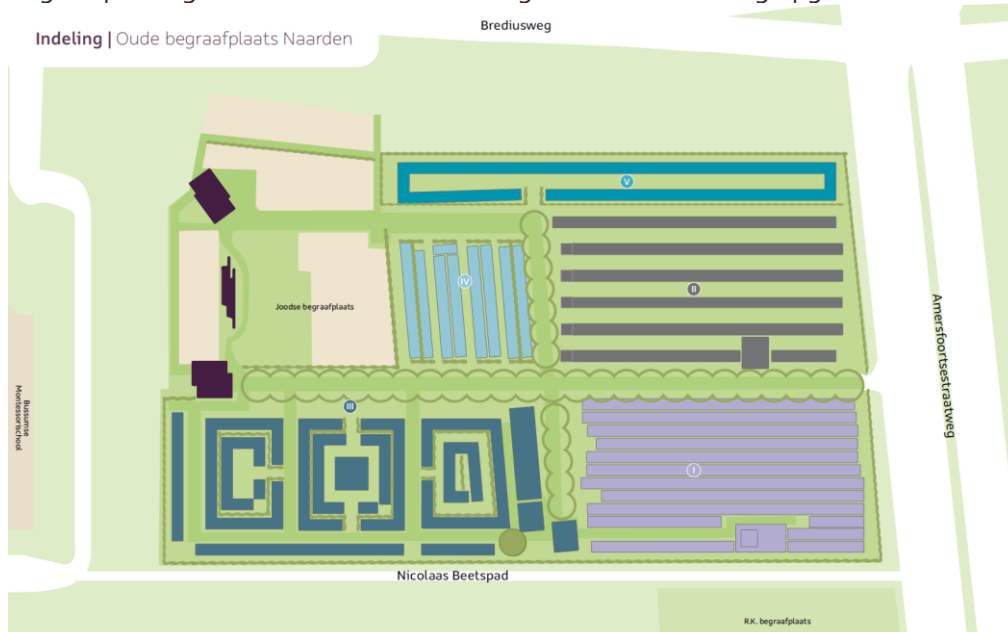 Brediusweg
Indeling | Oude begraafplaats Naarden
V
IV
II
Joodse begraafplaats
Amersfoortsestraatweg
Bussumse
Montessorischool
III
I
Nicolaas Beetspad
R.K. begraafplaats